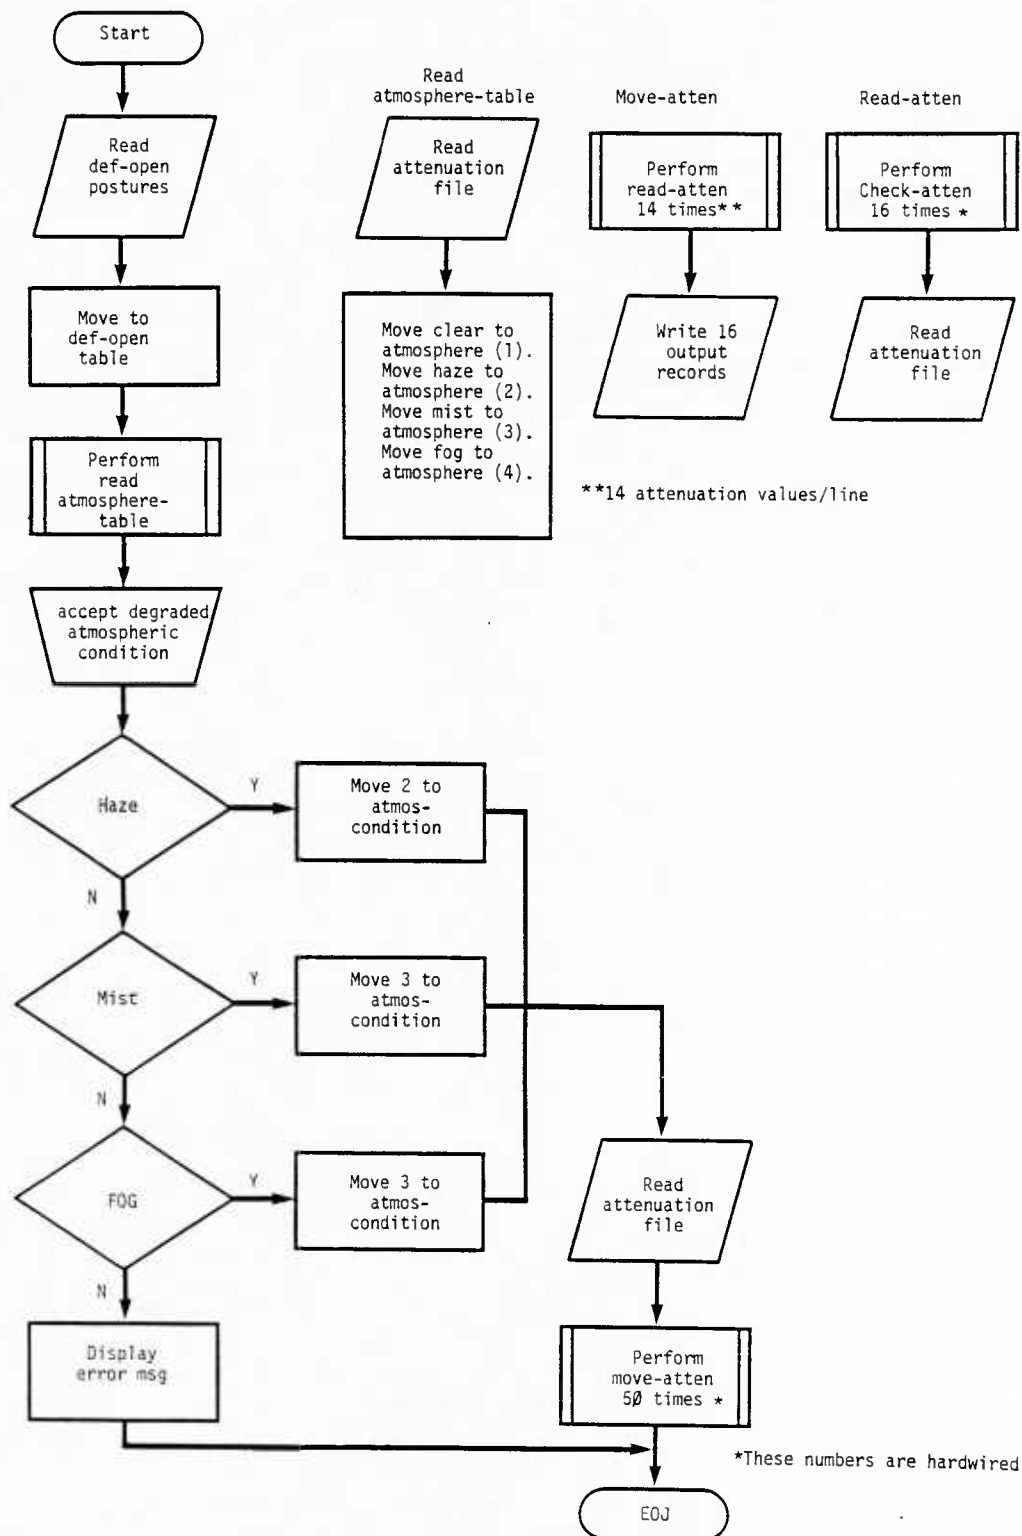 Start
Read
def-open
postures
Move to
def-open
table
Perform
read
atmosphere-
table
accept degraded
atmospheric
condition
Haze
Y
N
Move 2 to
atmos-
condition
Mist
Y
N
Move 3 to
atmos-
condition
FOG
Y
N
Move 3 to
atmos-
condition
Display
error msg
Read
attenuation
file
Perform
move-atten
5Ø times *
EOJ
*These numbers are hardwired
Read
atmosphere-table
Read
attenuation
file
Move clear to
atmosphere (1).
Move haze to
atmosphere (2).
Move mist to
atmosphere (3).
Move fog to
atmosphere (4).
Move-atten
Perform
read-atten
14 times**
Write 16
output
records
**14 attenuation values/line
Read-atten
Perform
Check-atten
16 times *
Read
attenuation
file